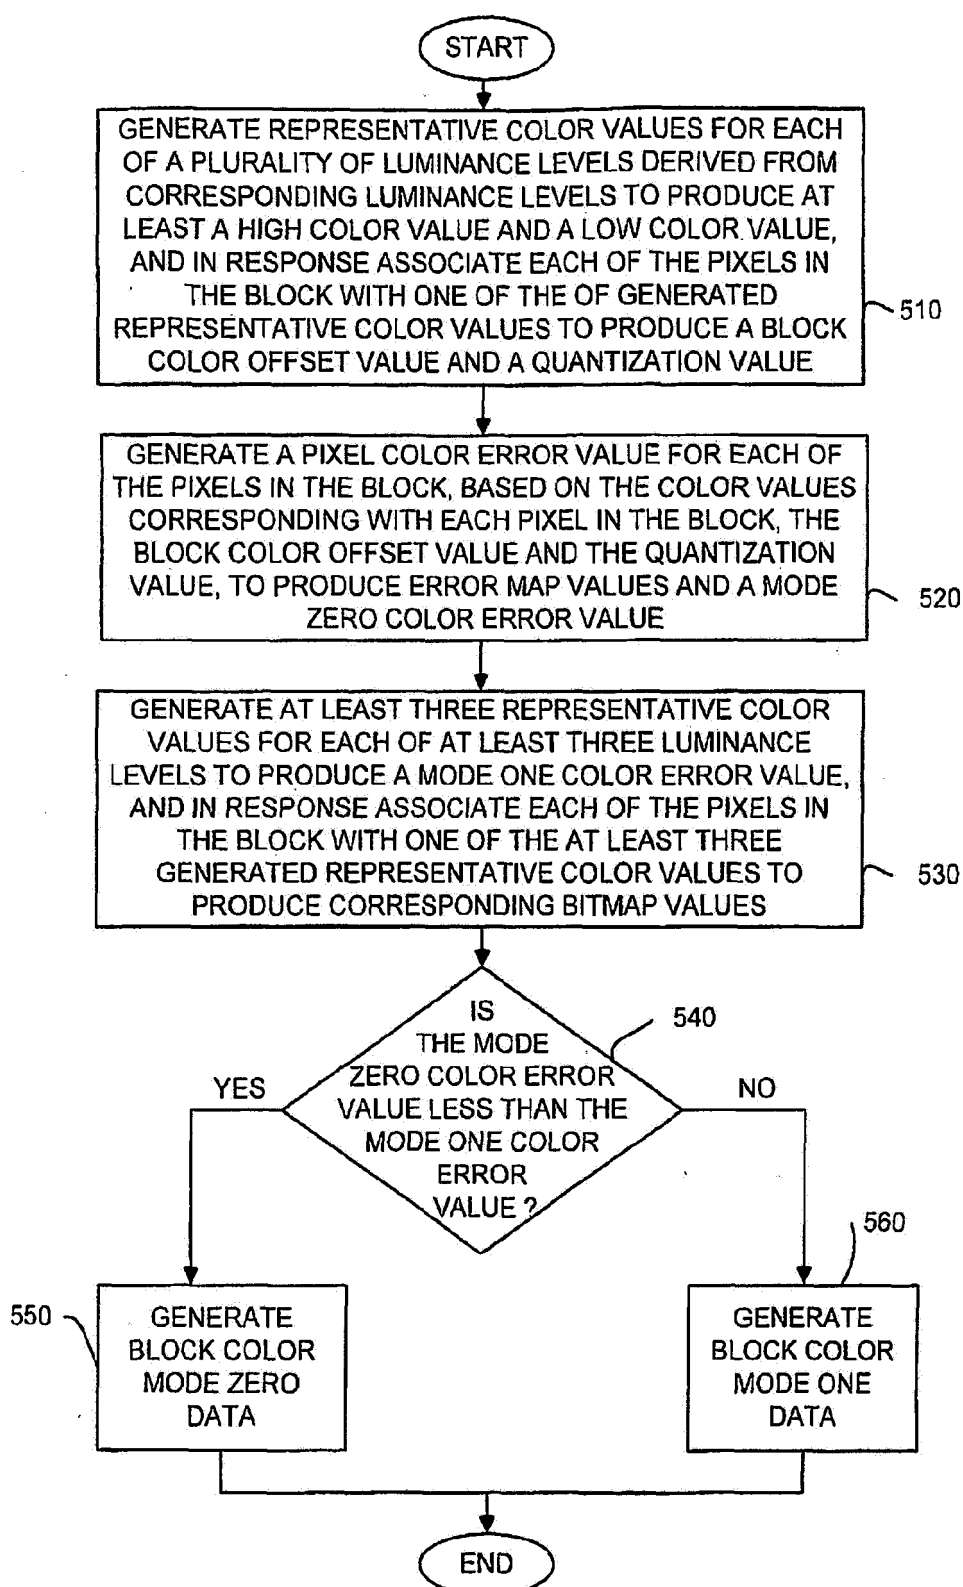 START
GENERATE REPRESENTATIVE COLOR VALUES FOR EACH
OF A PLURALITY OF LUMINANCE LEVELS DERIVED FROM
CORRESPONDING LUMINANCE LEVELS TO PRODUCE AT
LEAST A HIGH COLOR VALUE AND A LOW COLOR VALUE,
AND IN RESPONSE ASSOCIATE EACH OF THE PIXELS IN
THE BLOCK WITH ONE OF THE OF GENERATED
REPRESENTATIVE COLOR VALUES TO PRODUCE A BLOCK
COLOR OFFSET VALUE AND A QUANTIZATION VALUE
510
GENERATE A PIXEL COLOR ERROR VALUE FOR EACH OF
THE PIXELS IN THE BLOCK, BASED ON THE COLOR VALUES
CORRESPONDING WITH EACH PIXEL IN THE BLOCK, THE
BLOCK COLOR OFFSET VALUE AND THE QUANTIZATION
VALUE, TO PRODUCE ERROR MAP VALUES AND A MODE
ZERO COLOR ERROR VALUE
520
GENERATE AT LEAST THREE REPRESENTATIVE COLOR
VALUES FOR EACH OF AT LEAST THREE LUMINANCE
LEVELS TO PRODUCE A MODE ONE COLOR ERROR VALUE,
AND IN RESPONSE ASSOCIATE EACH OF THE PIXELS IN
THE BLOCK WITH ONE OF THE AT LEAST THREE
GENERATED REPRESENTATIVE COLOR VALUES TO
PRODUCE CORRESPONDING BITMAP VALUES
530
IS
THE MODE
ZERO COLOR ERROR
VALUE LESS THAN THE
MODE ONE COLOR
ERROR
VALUE ?
540
YES
NO
550
GENERATE
BLOCK COLOR
MODE ZERO
DATA
560
GENERATE
BLOCK COLOR
MODE ONE
DATA
END